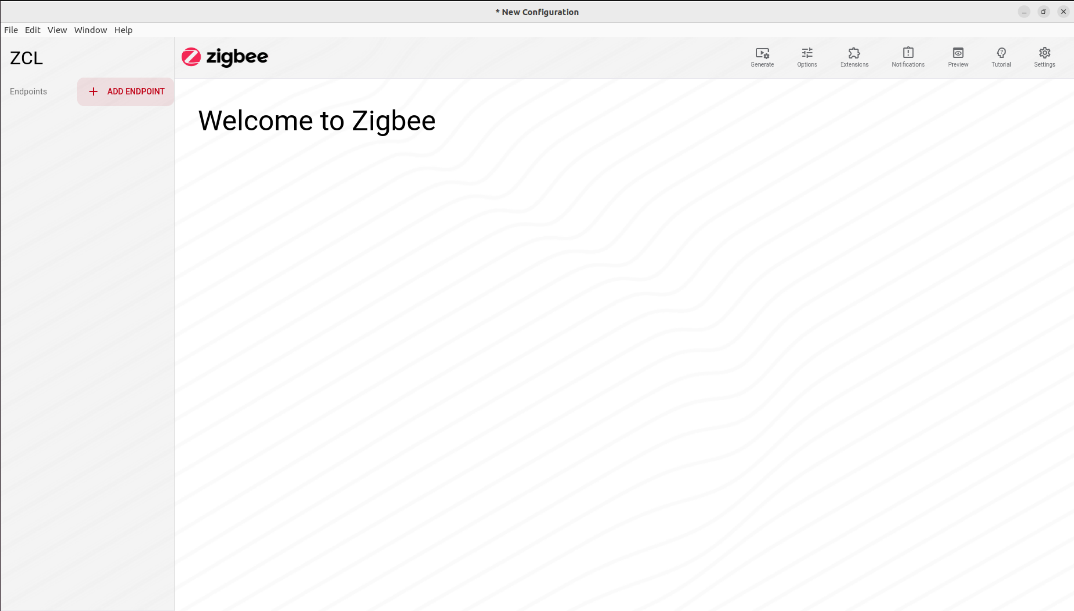 * New Configuration
File Edit View Window Help
ZCL
Endpoints
ADD ENDPOINT
zigbee
Generate
Options
Extensions
Notifications
Preview
Tutorial
Settings
Welcome to Zigbee